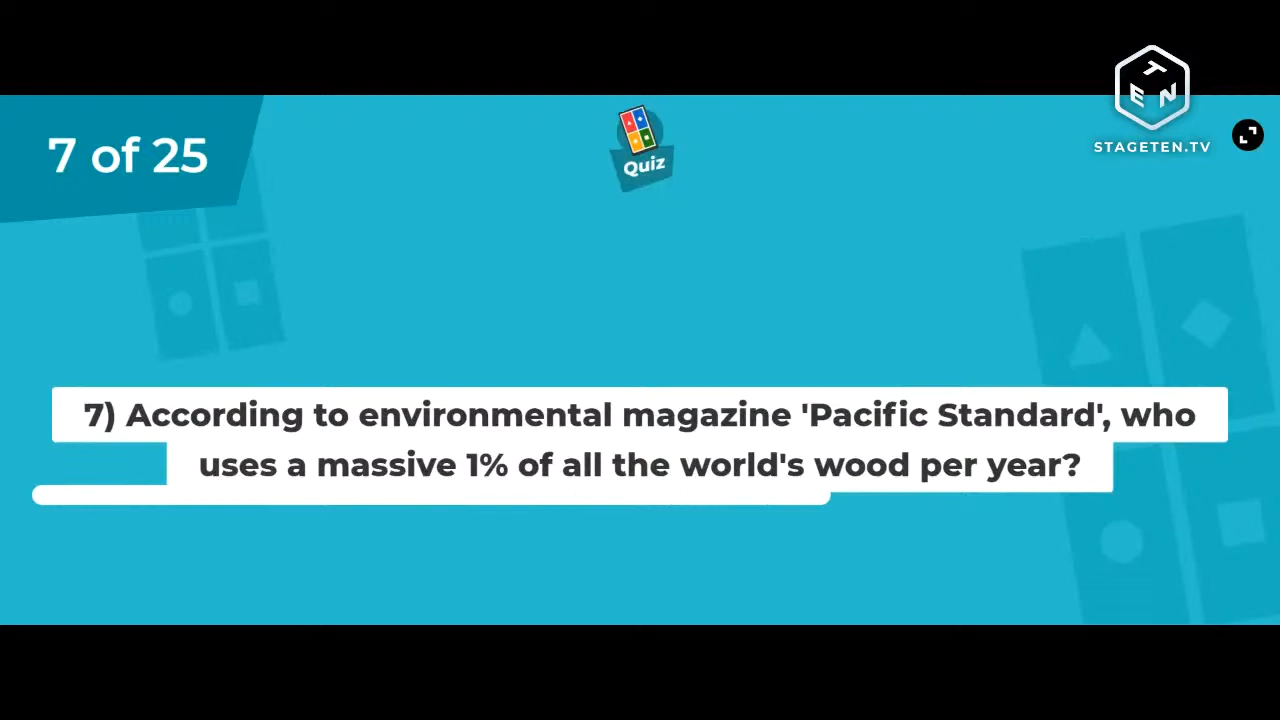 T
E N
STAGETEN.TV
7 of 25
Quiz
7) According to environmental magazine 'Pacific Standard', who
uses a massive 1% of all the world's wood per year?